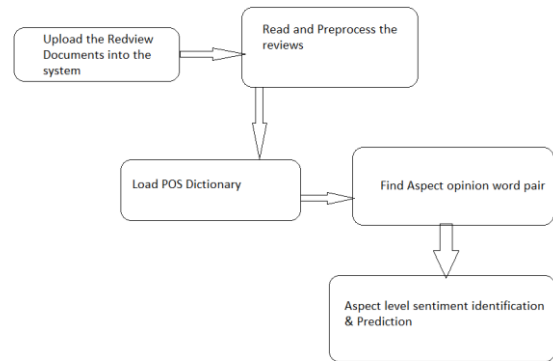 Upload the Redview
Documents into the
system
Read and Preprocess the
reviews
Load POS Dictionary
Find Aspect opinion word pair
Aspect level sentiment identification
& Prediction